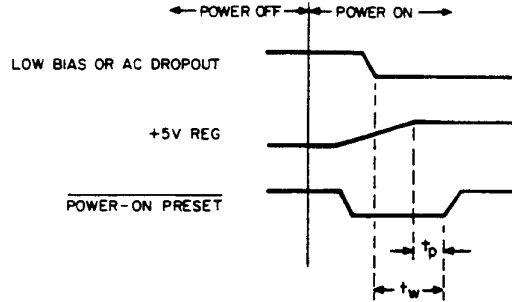 POWER OFF POWER ON
LOW BIAS OR AC DROPOUT
+5V REG
POWER-ON PRESET
tp
tw